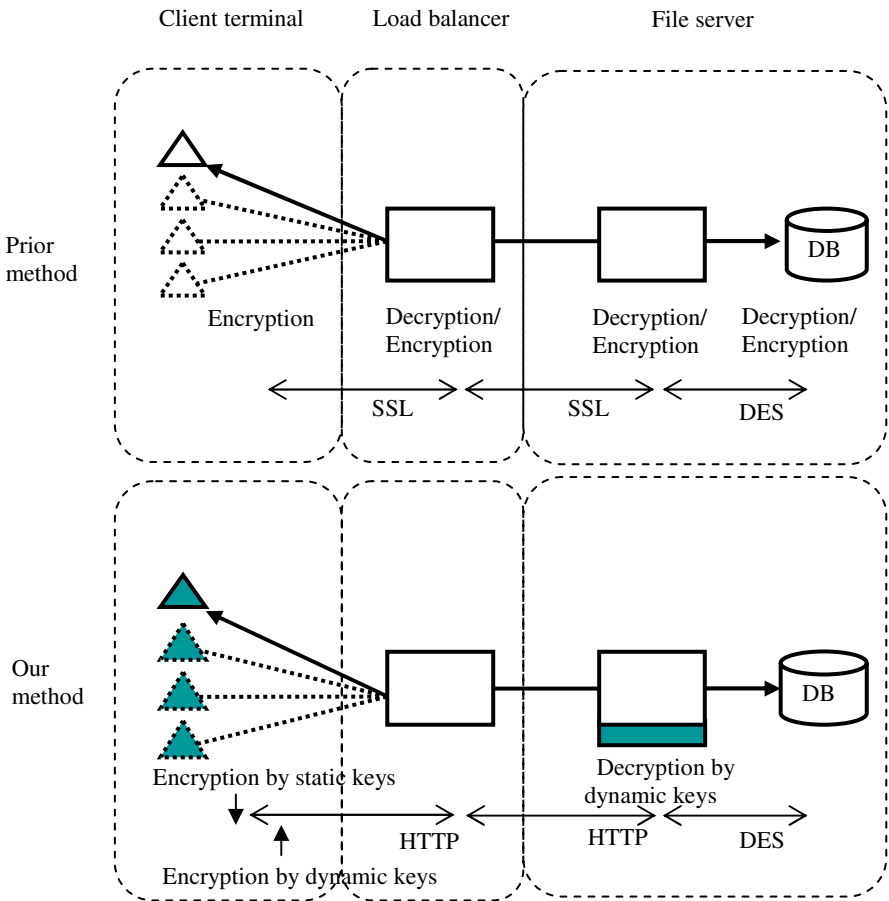 Client terminal
Load balancer
File server
Prior
method
DB
Encryption
Decryption/
Encryption
Decryption/
Encryption
Decryption/
Encryption
SSL
SSL
DES
Our
method
DB
Encryption by static keys
Decryption by
dynamic keys
HTTP
HTTP
DES
Encryption by dynamic keys